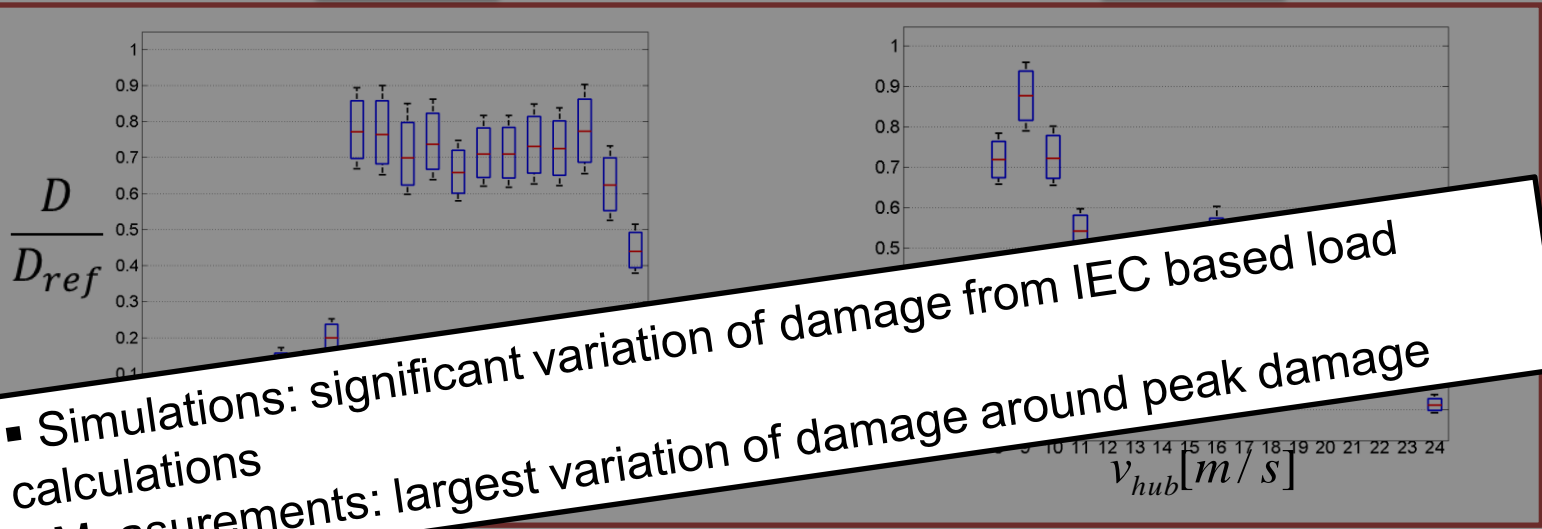 1
0.9
0.8
0.7
0.6
0.5
0.4
0.3
0.2
0.1
D
D_ref
1
0.9
0.8
0.7
0.6
0.5
▪ Simulations: significant variation of damage from IEC based load
calculations
Measurements: largest variation of damage around peak damage
9 10 11 12 13 14 15 16 17 18 19 20 21 22 23 24
v_hub[m/s]